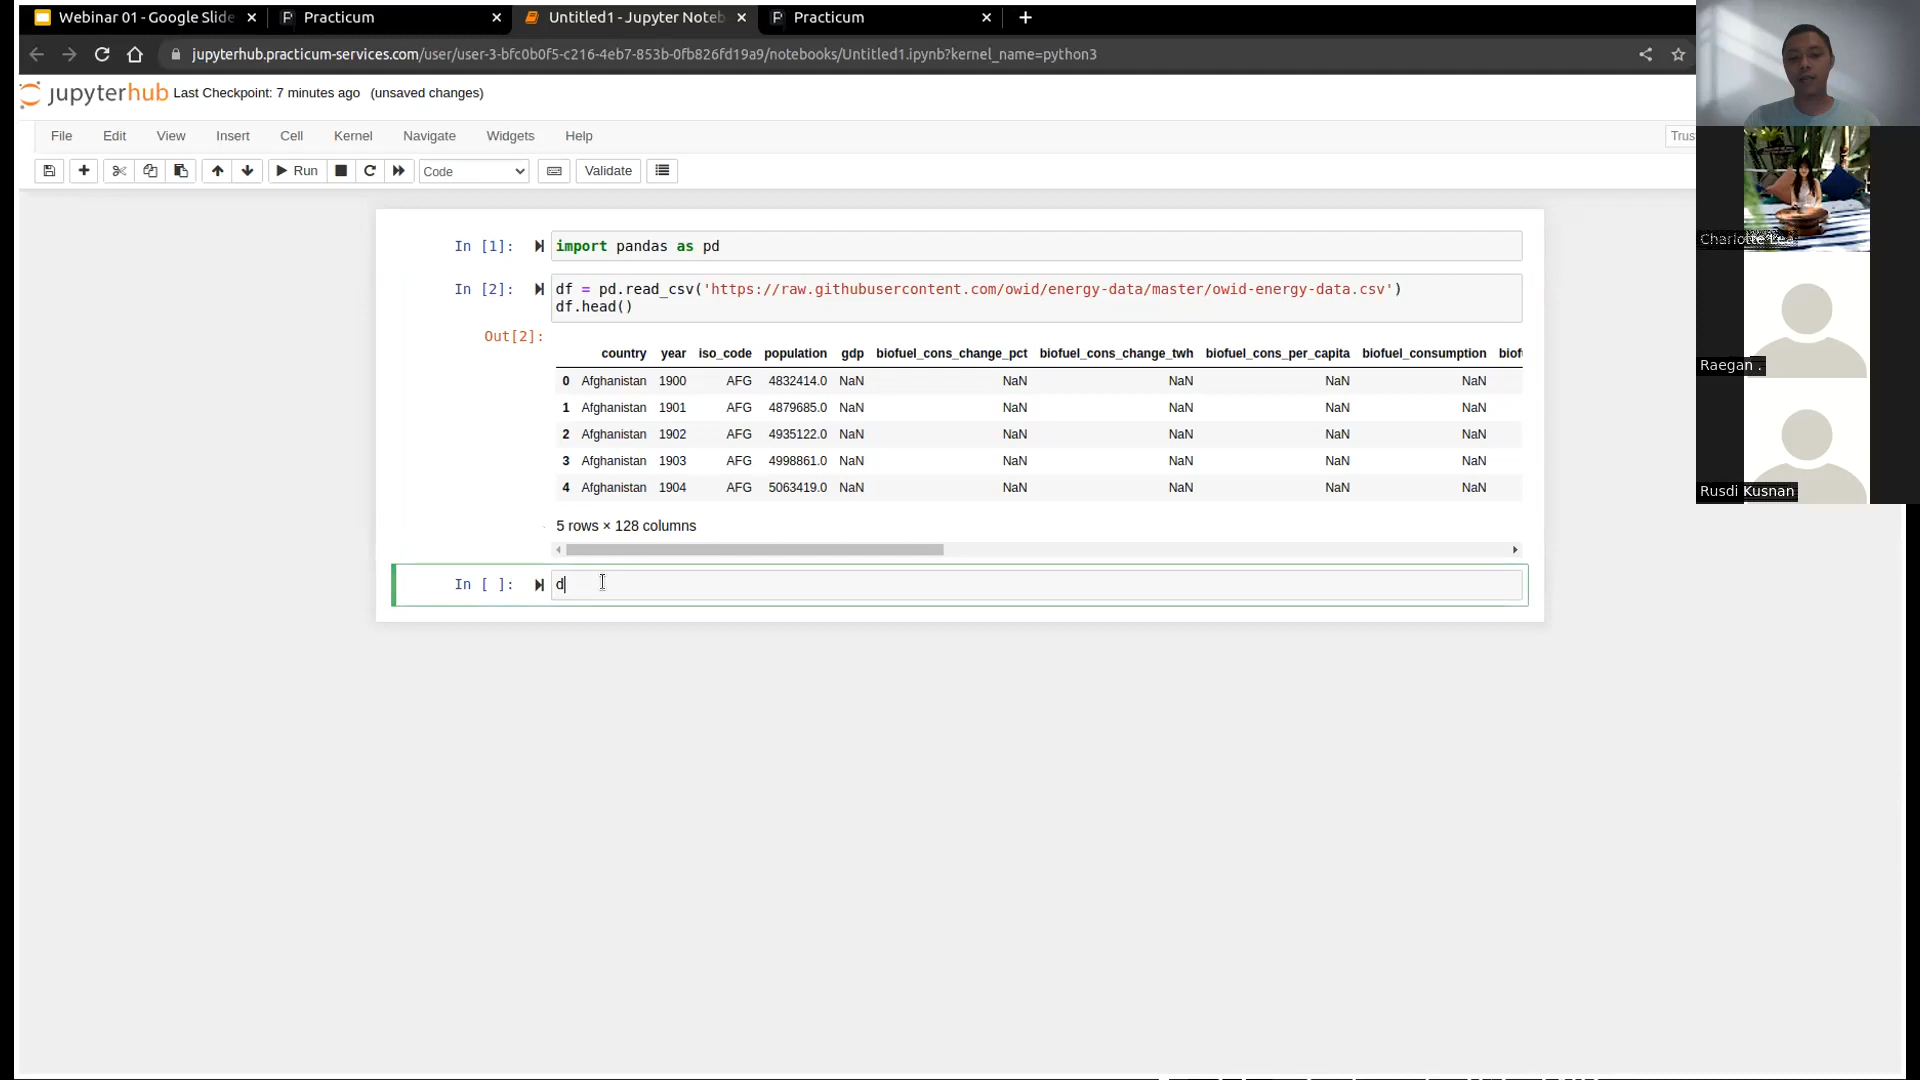 Webinar 01 - Google Slide
Practicum
Untitled1 - Jupyter Noteb
Practicum
jupyterhub.practicum-services.com/user/user-3-bfc0b0f5-c216-4eb7-853b-0fb826fd19a9/notebooks/Untitled1.ipynb?kernel_name=python3
jupyterhub Last Checkpoint: 7 minutes ago (unsaved changes)
File Edit View Insert Cell Kernel Navigate Widgets Help
Trus
Run Code Validate
In [1]: import pandas as pd
In [2]: df = pd.read_csv('https://raw.githubusercontent.com/owid/energy-data/master/owid-energy-data.csv')
df.head()
Out[2]:
country year iso_code population gdp biofuel_cons_change_pct biofuel_cons_change_twh biofuel_cons_per_capita biofuel_consumption biof
0 Afghanistan 1900 AFG 4832414.0 NaN NaN NaN NaN NaN
1 Afghanistan 1901 AFG 4879685.0 NaN NaN NaN NaN NaN
2 Afghanistan 1902 AFG 4935122.0 NaN NaN NaN NaN NaN
3 Afghanistan 1903 AFG 4998861.0 NaN NaN NaN NaN NaN
4 Afghanistan 1904 AFG 5063419.0 NaN NaN NaN NaN NaN
5 rows × 128 columns
In [ ]: d
Charlotte Lea
Raegan .
Rusdi Kusnan